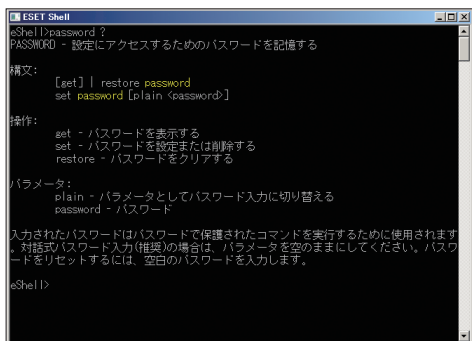 ESET Shell
eShell>password ?
PASSWORD - 設定にアクセスするためのパスワードを記憶する
構文:
[get] | restore password
set password [plain <password>]
操作:
get - パスワードを表示する
set - パスワードを設定または削除する
restore - パスワードをクリアする
パラメータ:
plain - パラメータとしてパスワード入力に切り替える
password - パスワード
入力されたパスワードはパスワードで保護されたコマンドを実行するために使用されます
。対話式パスワード入力(推奨)の場合は、パラメータを空のままにしてください。パスワ
ードをリセットするには、空白のパスワードを入力します。
eShell>